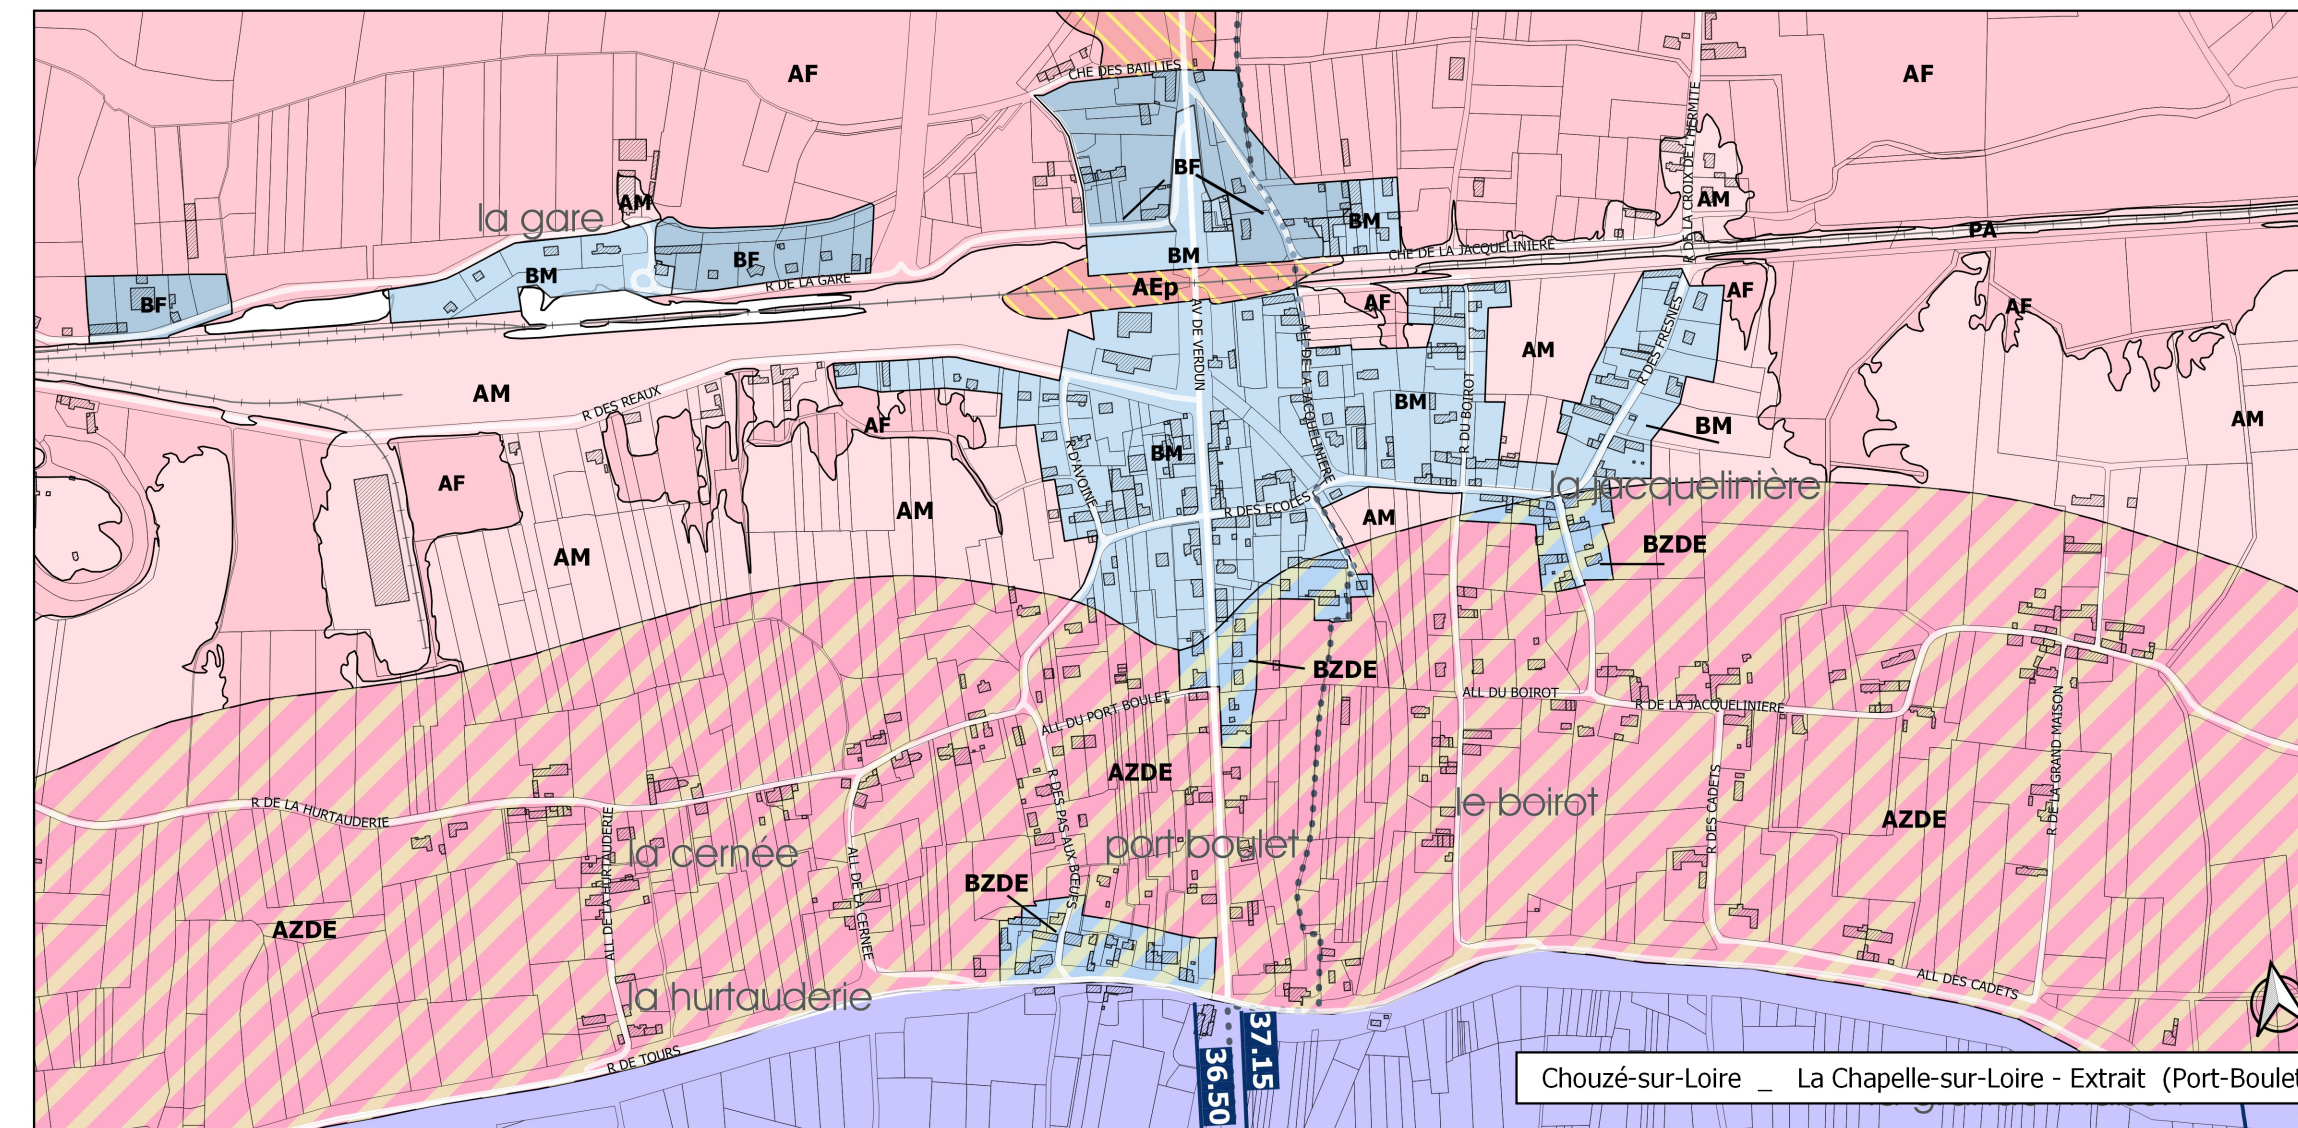 AF
AF
CHE DES BAILLIES
R DE LA CROIX DE L'HERMITE
BF
AM
AM
la gare
BM
PA
CHE DE LA JACQUELINIERE
BM
BF
BM
R DE LA GARE
AEp
BF
AF
AF
AF
AV DE VERDUN
ALL DE LA JACQUELINIERE
R DES FRESNES
AM
AM
R DES REAUX
BM
R DU BOIROT
AF
BM
AM
BM
R D'AVOINE
AF
la jacquelinière
R DES ECOLES
AM
AM
BZDE
AM
BZDE
ALL DU BOIROT
ALL DU PORT BOULET
R DE LA JACQUELINIERE
R DE LA GRAND MAISON
AZDE
R DE LA HURTAUDERIE
R DES PAS AUX BŒUFS
le boirot
R DES CADETS
AZDE
ALL DE LA HURTAUDERIE
la cernée
port boulet
ALL DE LA CERNEE
BZDE
AZDE
ALL DES CADETS
la hurtauderie
R DE TOURS
37.15
36.50
Chouzé-sur-Loire _ La Chapelle-sur-Loire - Extrait (Port-Boulet